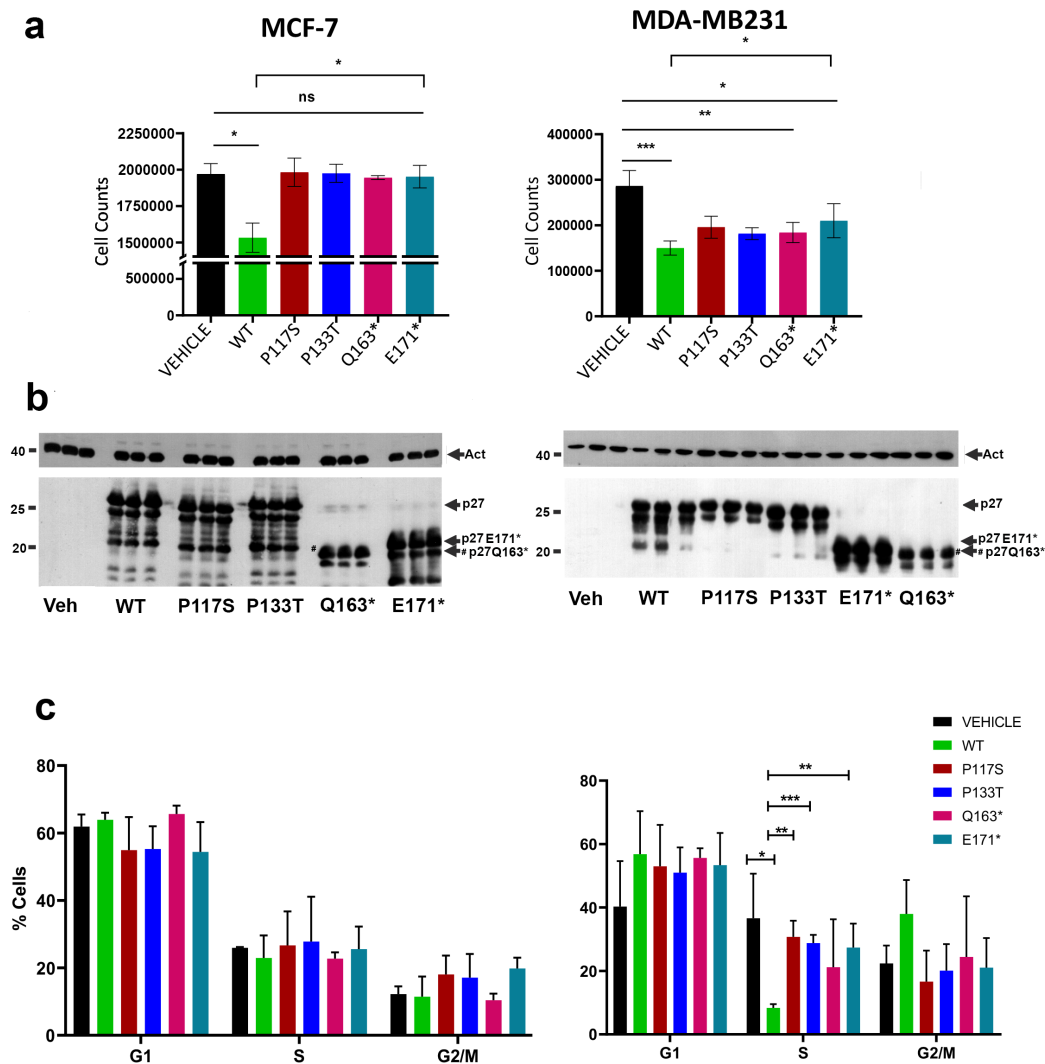 a
MCF-7
MDA-MB231
*
ns
*
Cell Counts
2250000
2000000
1750000
1500000
500000
0
VEHICLE
WT
P117S
P133T
Q163*
E171*
*
*
**
***
Cell Counts
400000
300000
200000
100000
0
VEHICLE
WT
P117S
P133T
Q163*
E171*
b
40
Act
25
20
p27
p27 E171*
# p27Q163*
#
Veh WT P117S P133T Q163* E171*
40
Act
25
20
p27
p27 E171*
# # p27Q163*
Veh WT P117S P133T E171* Q163*
c
% Cells
80
60
40
20
0
G1 S G2/M
80
60
40
20
0
*
**
***
**
G1 S G2/M
VEHICLE
WT
P117S
P133T
Q163*
E171*